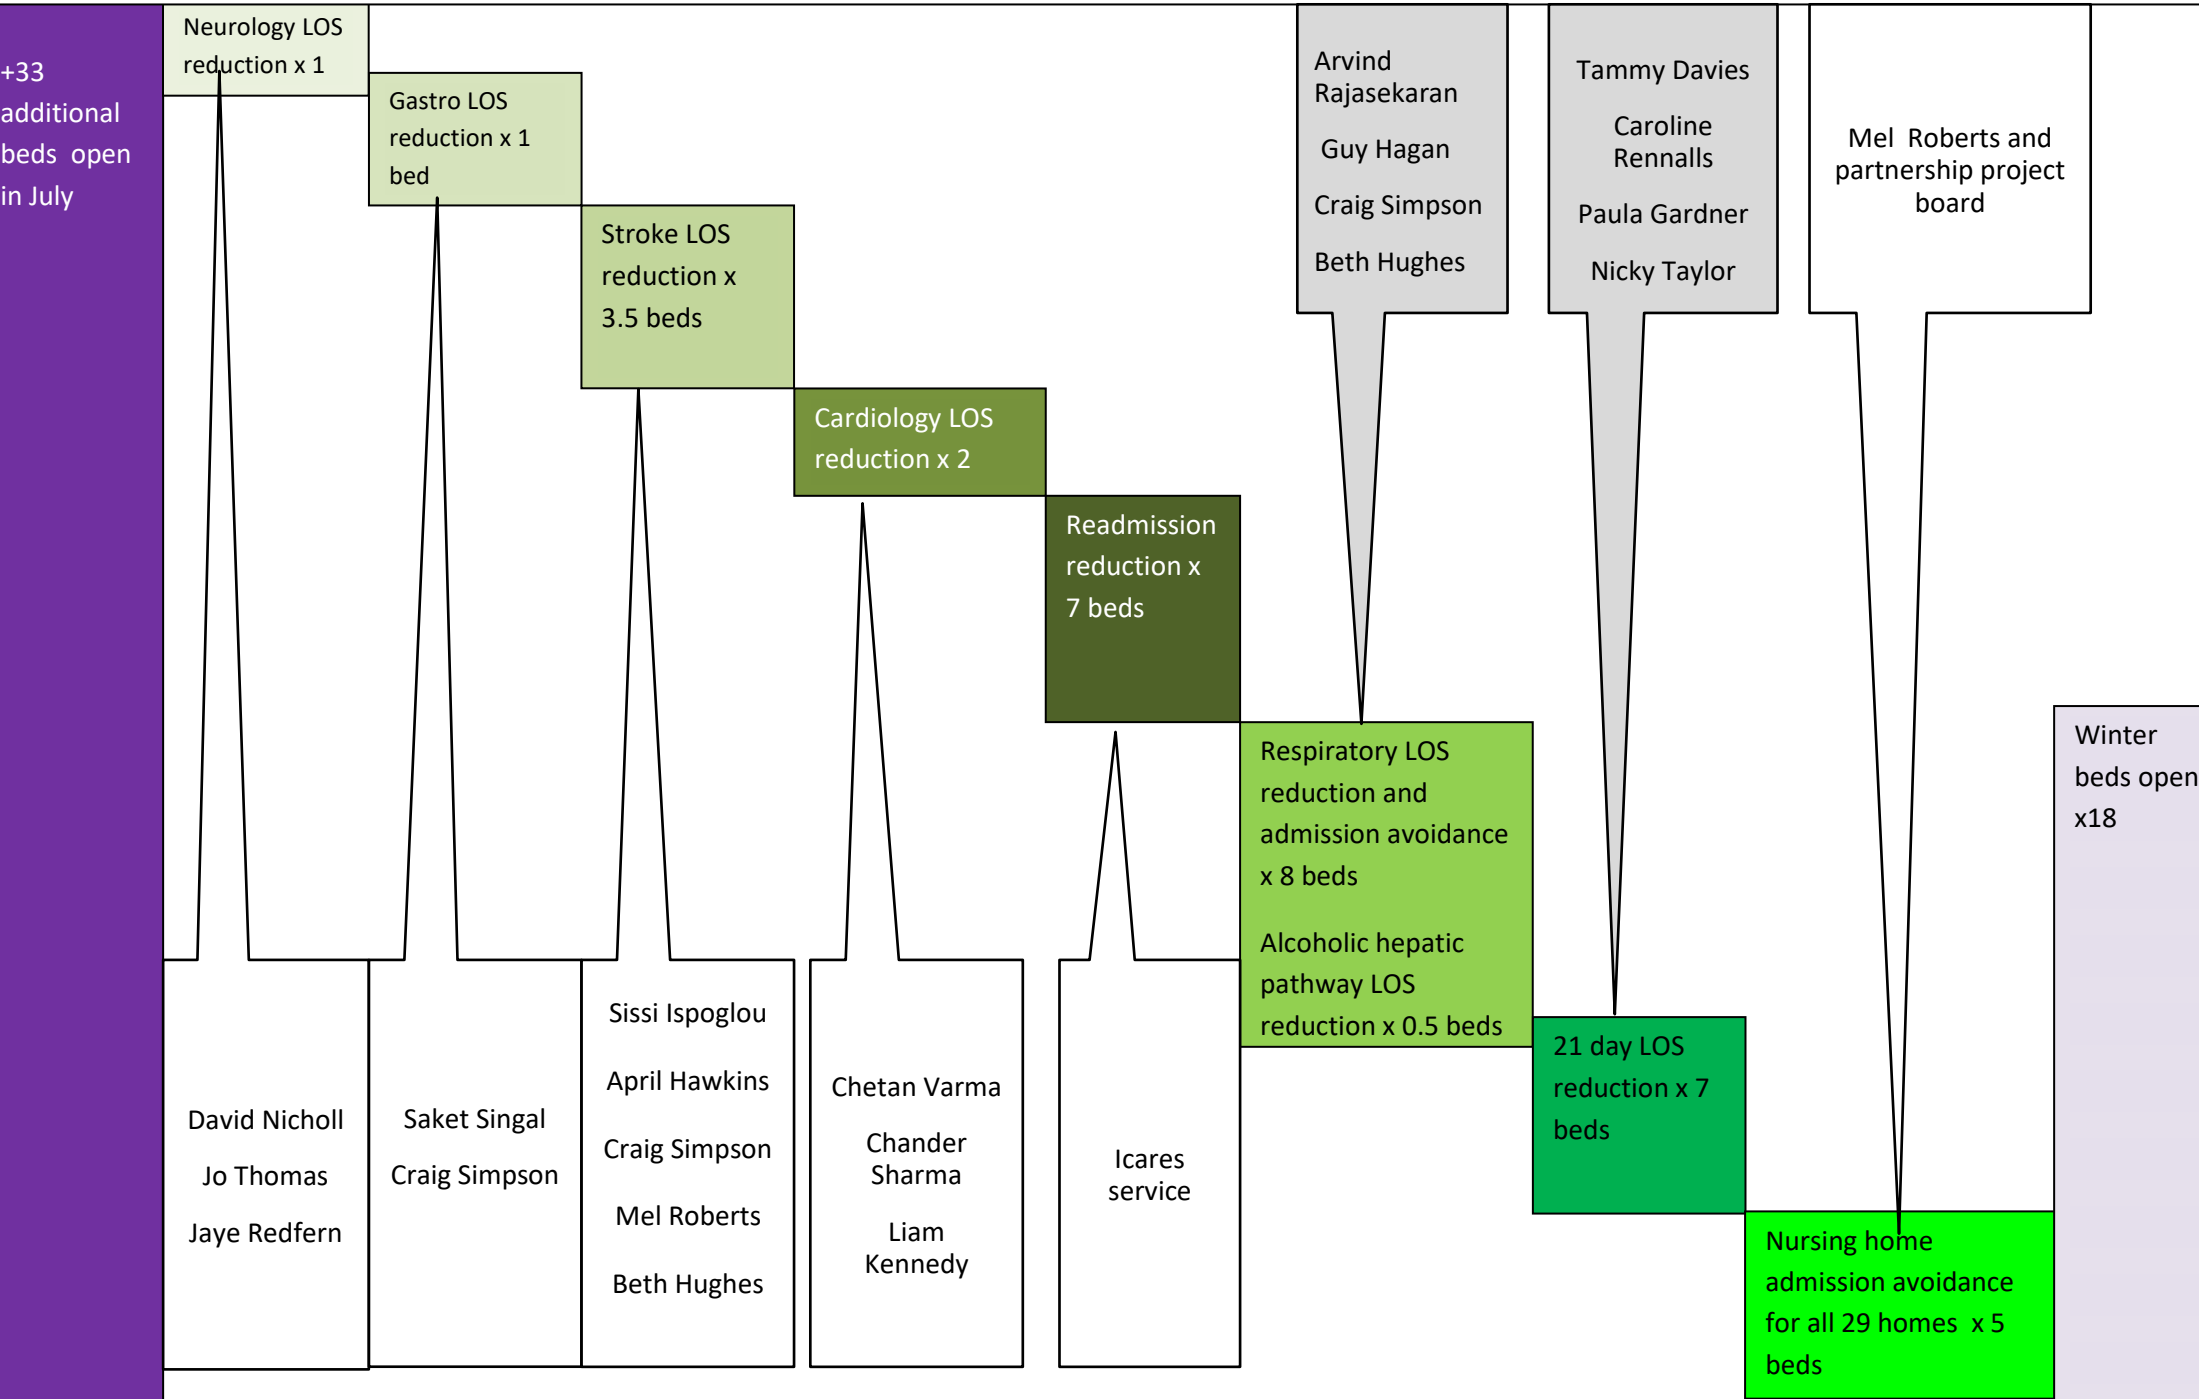 +33
additional
beds open
in July
Neurology LOS
reduction x 1
Gastro LOS
reduction x 1
bed
Stroke LOS
reduction x
3.5 beds
Cardiology LOS
reduction x 2
Readmission
reduction x
7 beds
Respiratory LOS
reduction and
admission avoidance
x 8 beds
Alcoholic hepatic
pathway LOS
reduction x 0.5 beds
21 day LOS
reduction x 7
beds
Nursing home
admission avoidance
for all 29 homes x 5
beds
Winter
beds open
x18
Arvind
Rajasekaran
Guy Hagan
Craig Simpson
Beth Hughes
Tammy Davies
Caroline
Rennalls
Paula Gardner
Nicky Taylor
Mel Roberts and
partnership project
board
David Nicholl
Jo Thomas
Jaye Redfern
Saket Singal
Craig Simpson
Sissi Ispoglou
April Hawkins
Craig Simpson
Mel Roberts
Beth Hughes
Chetan Varma
Chander
Sharma
Liam
Kennedy
Icares
service